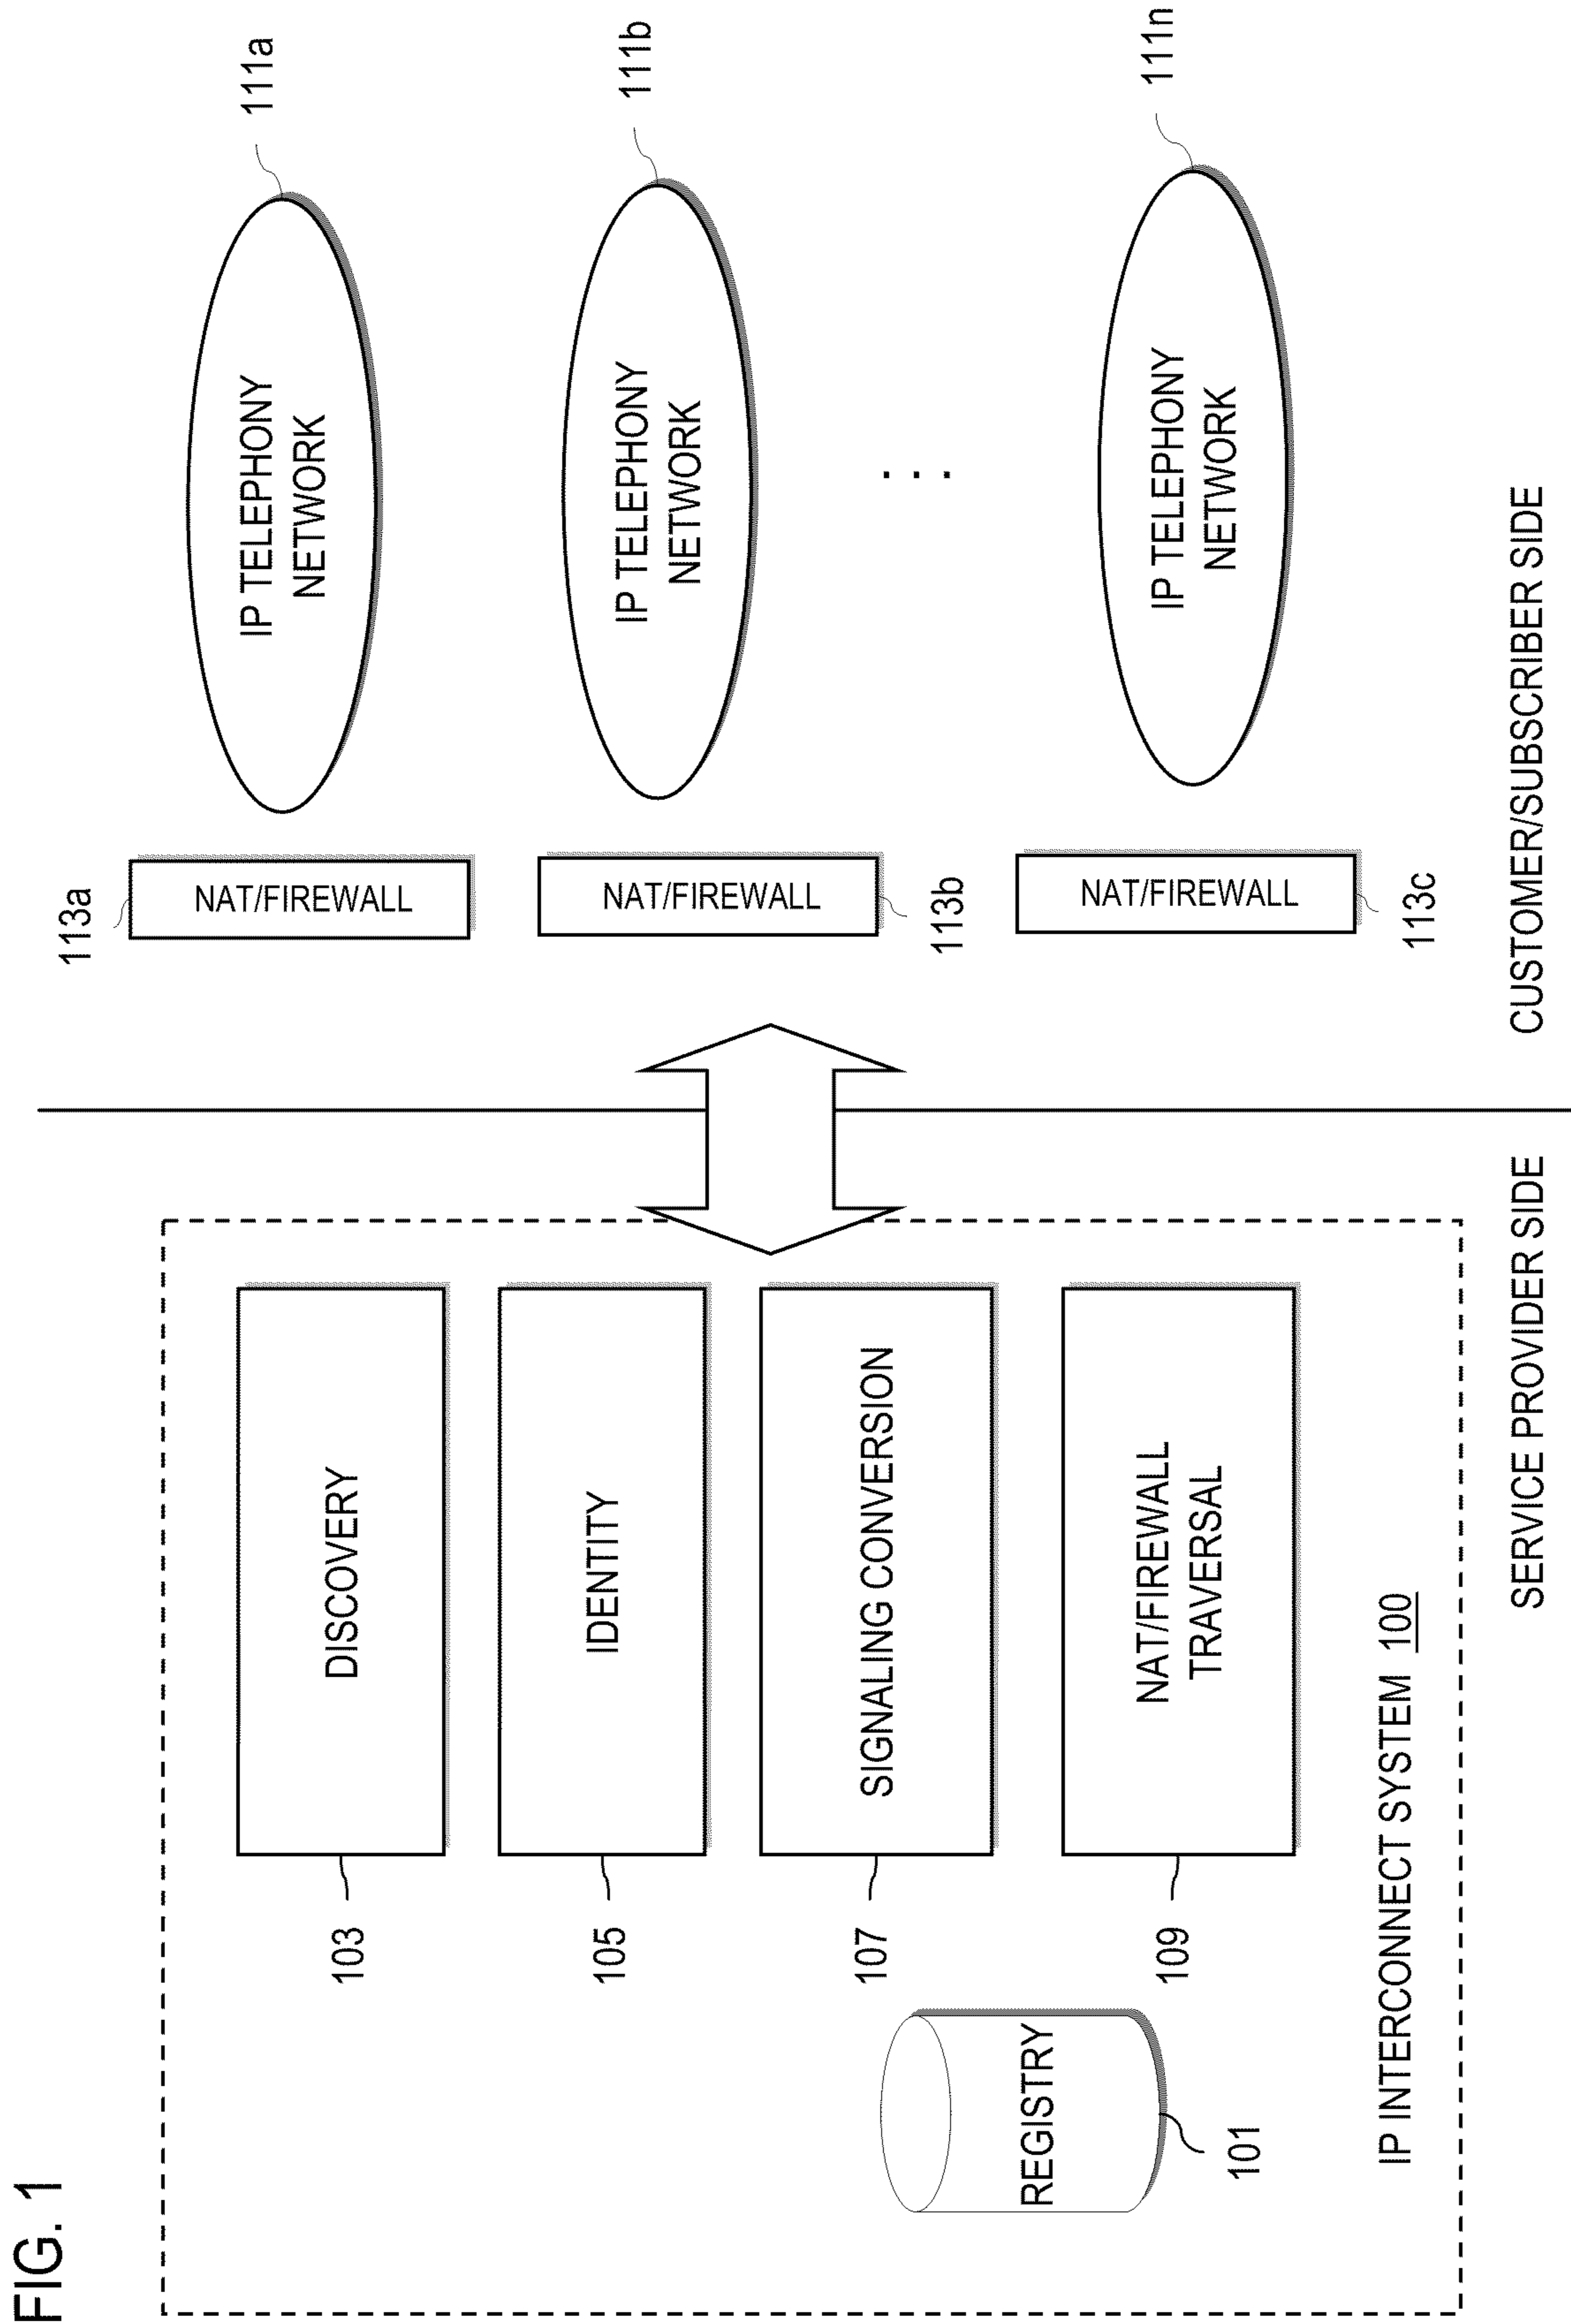 FIG. 1
DISCOVERY
103
IDENTITY
105
SIGNALING CONVERSION
107
NAT/FIREWALL
TRAVERSAL
109
REGISTRY
101
IP INTERCONNECT SYSTEM 100
SERVICE PROVIDER SIDE
113a
NAT/FIREWALL
IP TELEPHONY
NETWORK
111a
NAT/FIREWALL
113b
IP TELEPHONY
NETWORK
111b
. . .
NAT/FIREWALL
113c
IP TELEPHONY
NETWORK
111n
CUSTOMER/SUBSCRIBER SIDE